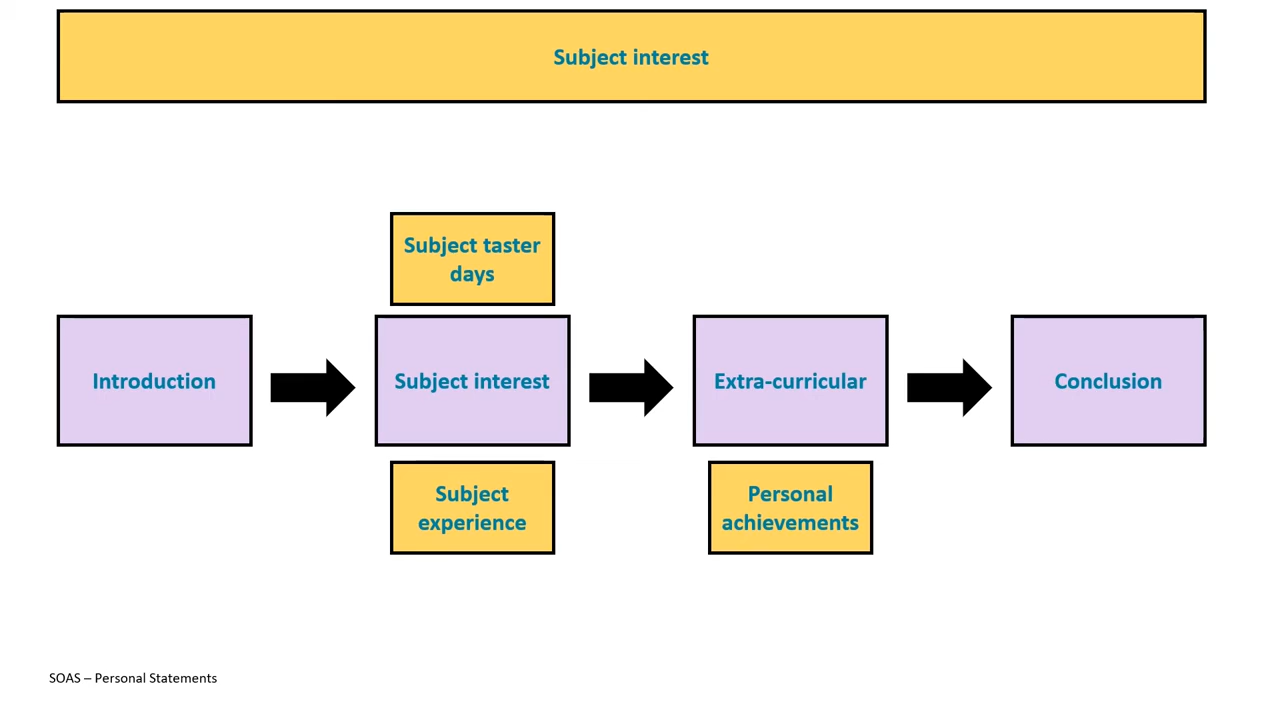 Subject interest
Subject taster
days
Introduction
Subject interest
Extra-curricular
Conclusion
Subject
experience
Personal
achievements
SOAS – Personal Statements